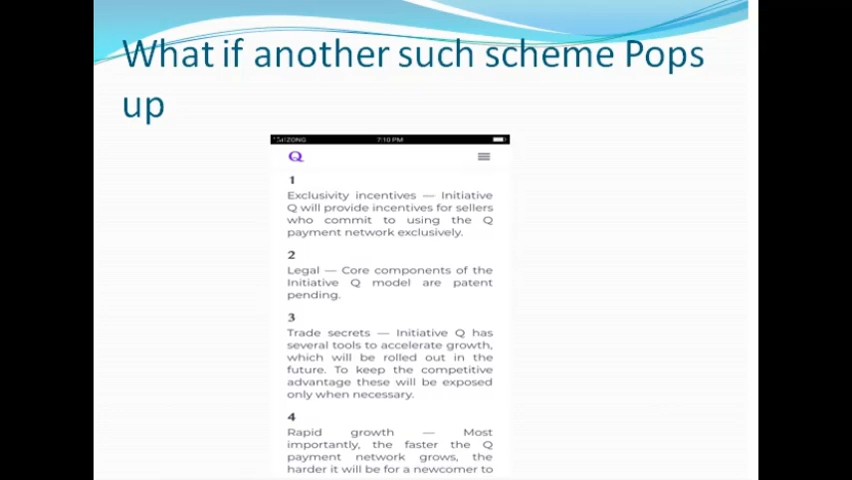 What if another such scheme Pops
up
7:10 PM
Q
1
Exclusivity incentives — Initiative
Q will provide incentives for sellers
who commit to using the Q
payment network exclusively.
2
Legal — Core components of the
Initiative Q model are patent
pending.
3
Trade secrets — Initiative Q has
several tools to accelerate growth,
which will be rolled out in the
future. To keep the competitive
advantage these will be exposed
only when necessary.
4
Rapid growth — Most
importantly, the faster the Q
payment network grows, the
harder it will be for a newcomer to